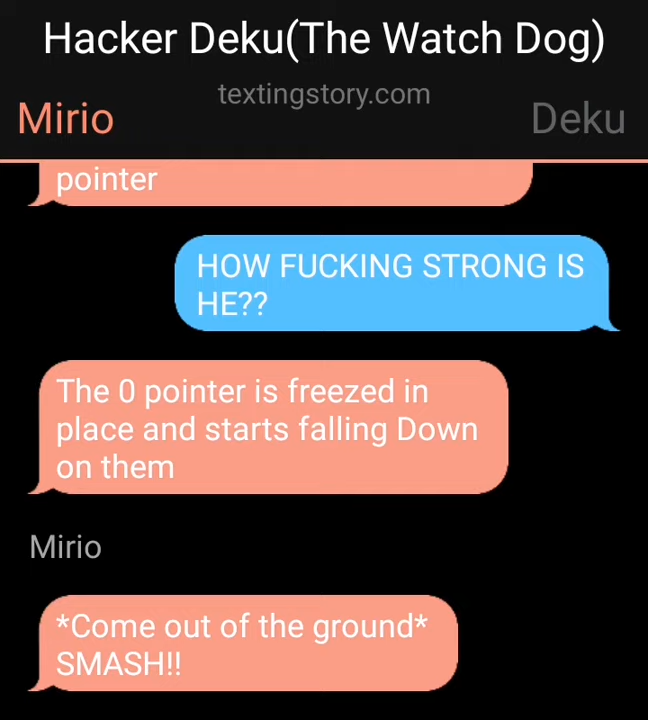 Hacker Deku(The Watch Dog)
textingstory.com
Mirio
Deku
pointer
HOW FUCKING STRONG IS
HE??
The 0 pointer is freezed in
place and starts falling Down
on them
Mirio
*Come out of the ground*
SMASH!!